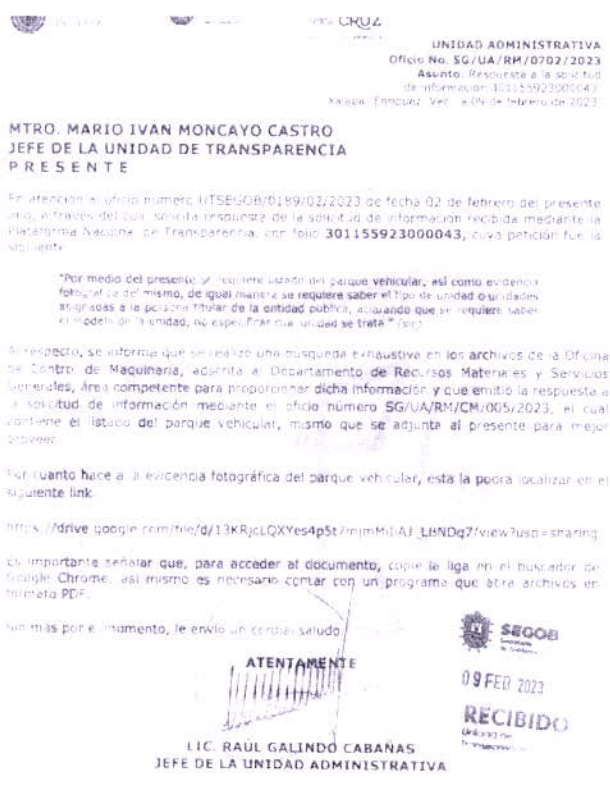 CRUZ
UNIDAD ADMINISTRATIVA
Oficio No. SG/UA/RM/0702/2023
Asunto: Respuesta a la solicitud
de información 301155923000043
Xalapa-Enríquez, Ver., a 09 de febrero de 2023
MTRO. MARIO IVAN MONCAYO CASTRO
JEFE DE LA UNIDAD DE TRANSPARENCIA
P R E S E N T E
En atención al oficio número UTSEGOB/0189/02/2023 de fecha 02 de febrero del presente
año, a través del cual solicita respuesta de la solicitud de información recibida mediante la
Plataforma Nacional de Transparencia, con folio 301155923000043, cuya petición fue la
siguiente:
"Por medio del presente se requiere listado del parque vehicular, así como evidencia
fotográfica del mismo, de igual manera se requiere saber el tipo de unidad o unidades
asignadas a la persona titular de la entidad pública, aclarando que se requiere saber
el modelo de la unidad, no especificar que unidad se trata." (sic)
Al respecto, se informa que se realizó una búsqueda exhaustiva en los archivos de la Oficina
de Control de Maquinaria, adscrita al Departamento de Recursos Materiales y Servicios
Generales, área competente para proporcionar dicha información y que emitió la respuesta a
la solicitud de información mediante el oficio número SG/UA/RM/CM/005/2023, el cual
contiene el listado del parque vehicular, mismo que se adjunta al presente para mejor
proveer.
Por cuanto hace a la evidencia fotográfica del parque vehicular, esta la podrá localizar en el
siguiente link
https://drive.google.com/file/d/ /view?usp=sharing
Es importante señalar que, para acceder al documento, copie la liga en el buscador de
Google Chrome, así mismo es necesario contar con un programa que abra archivos en
formato PDF.
Sin más por el momento, le envío un cordial saludo.
ATENTAMENTE
SEGOB
09 FEB 2023
RECIBIDO
Unidad de
Transparencia
LIC. RAÚL GALINDO CABAÑAS
JEFE DE LA UNIDAD ADMINISTRATIVA